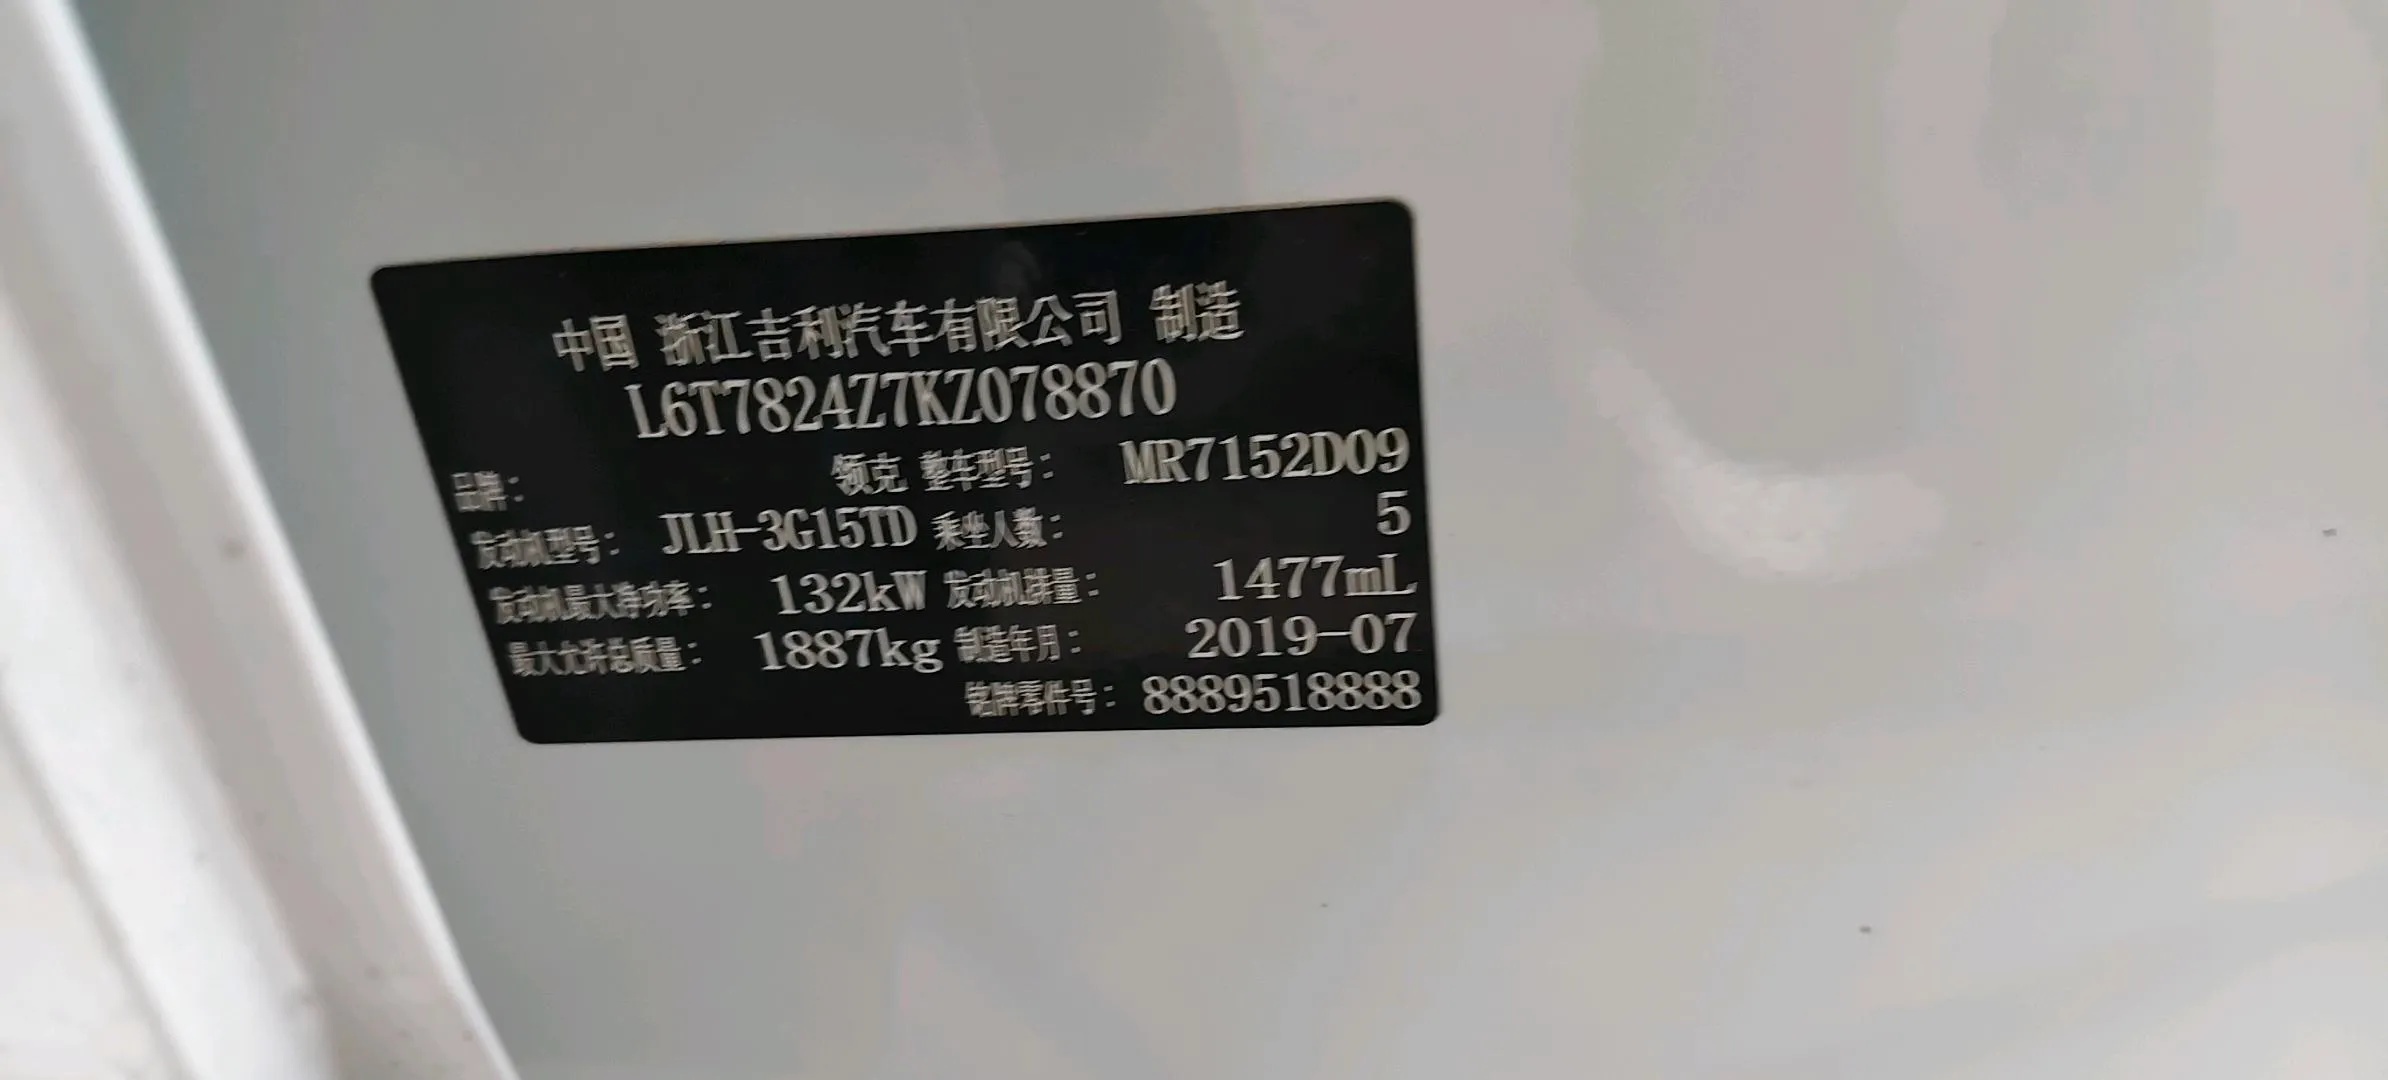 中国 浙江吉利汽车有限公司 制造
L6T7824Z7KZ078870
品牌： 领克 整车型号： MR7152D09
发动机型号： JLH-3G15TD 乘坐人数： 5
发动机最大净功率： 132kW 发动机排量： 1477mL
最大允许总质量： 1887kg 制造年月： 2019-07
铭牌零件号： 8889518888